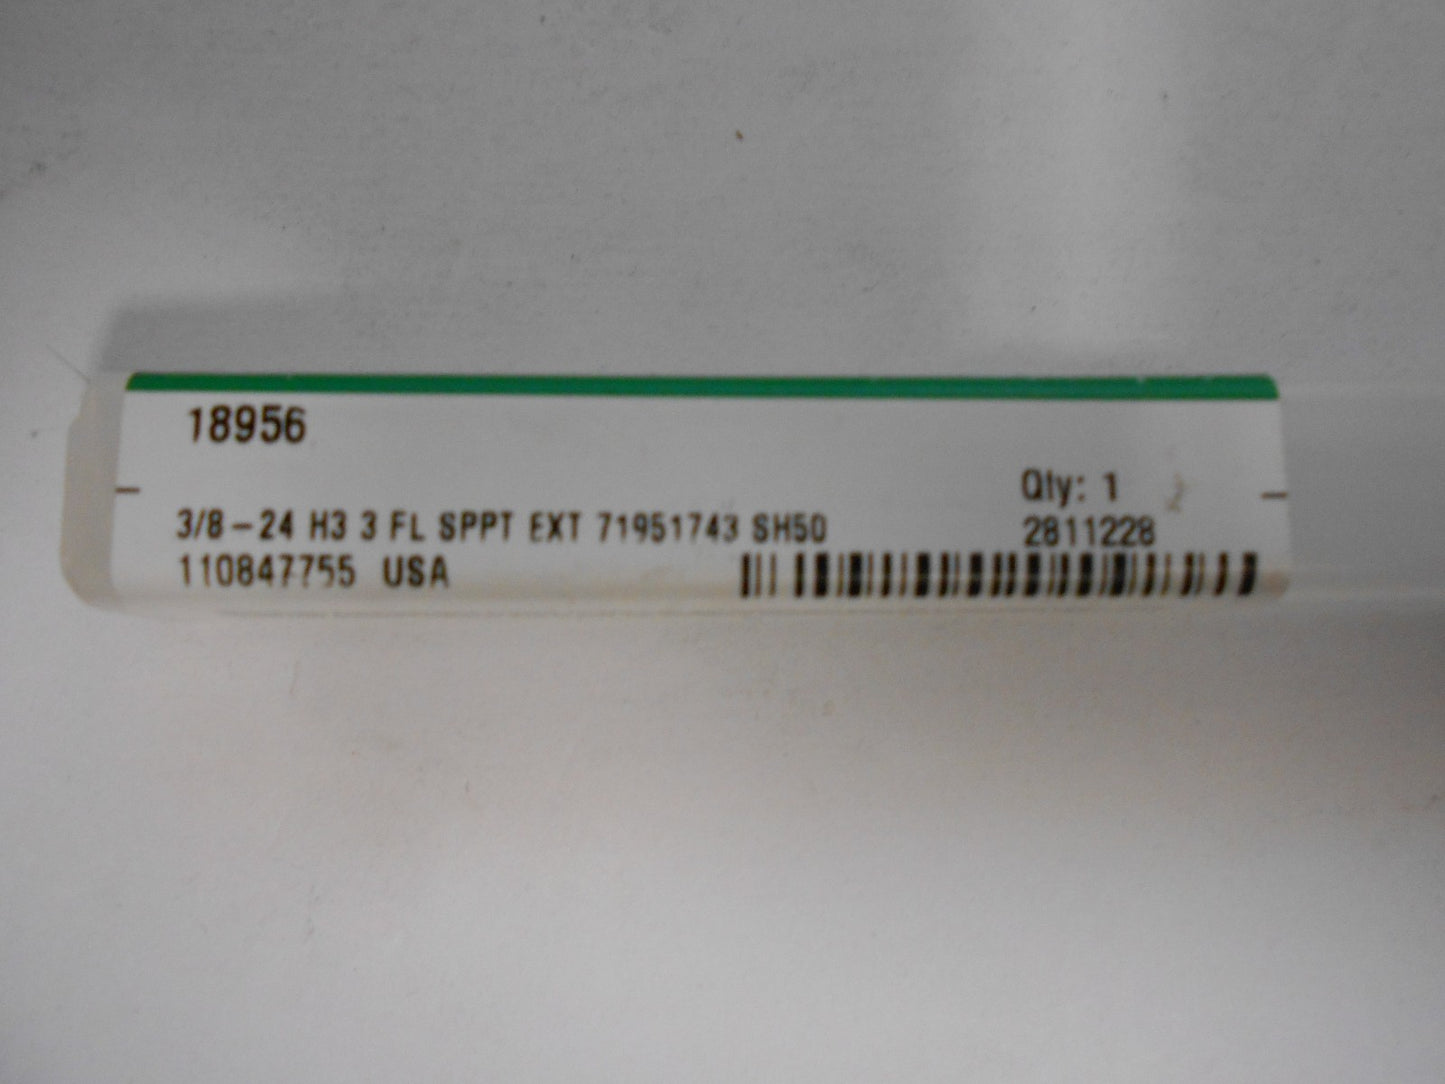 18956
Qty: 1
3/8-24 H3 3 FL SPPT EXT 71951743 SH50 2811228
110847755 USA